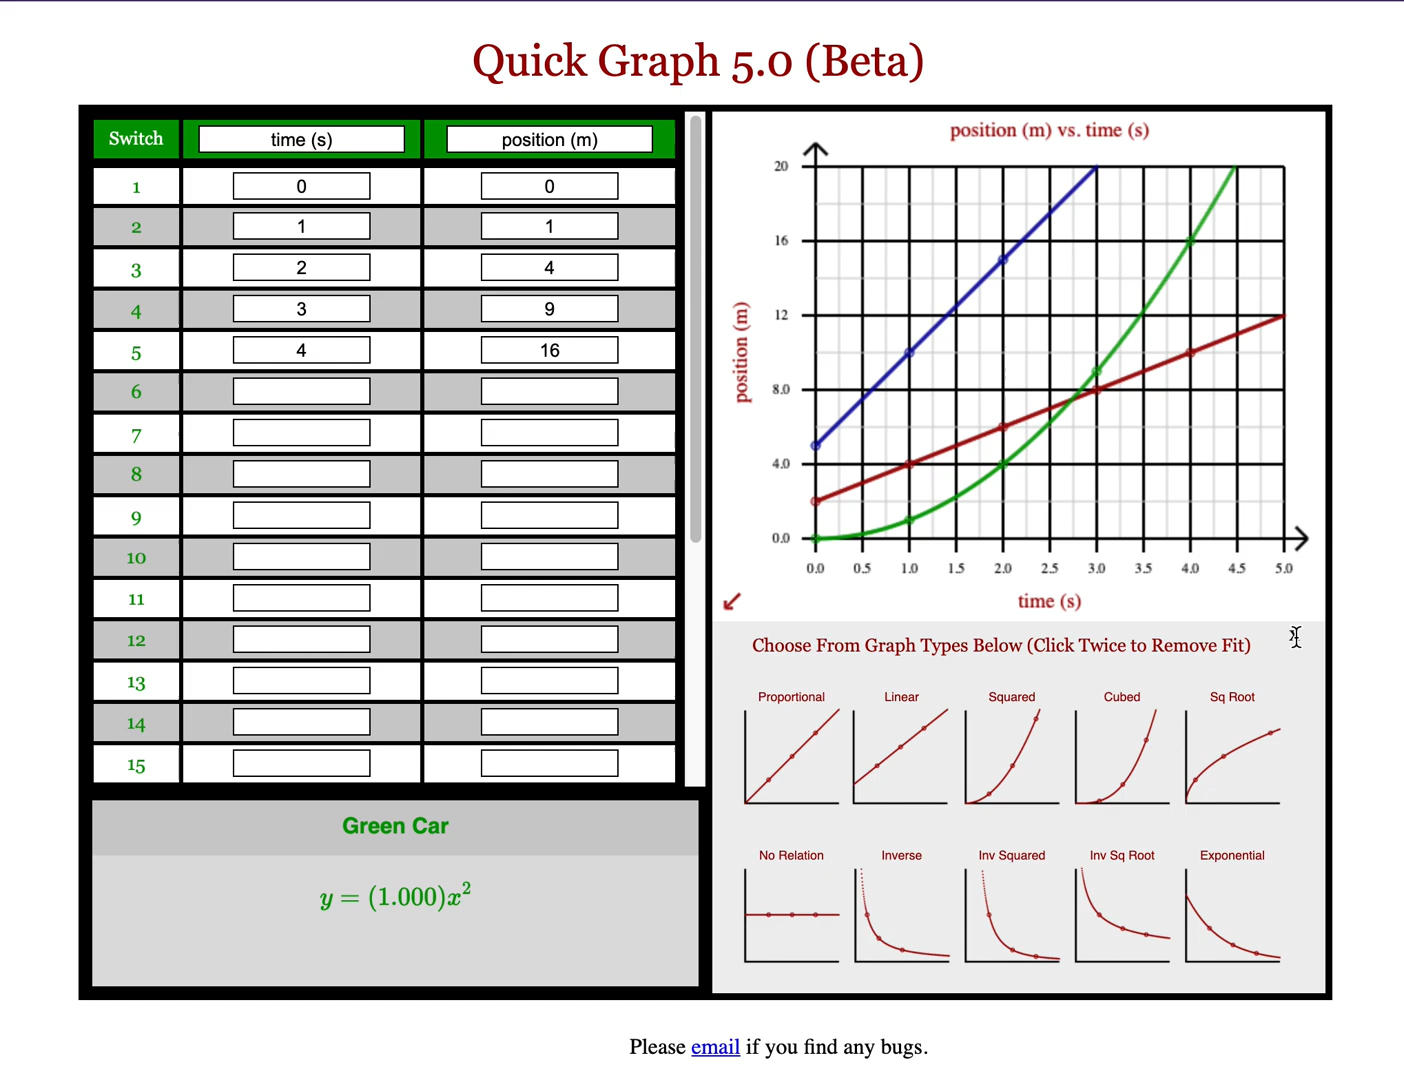 Quick Graph 5.0 (Beta)
Switch time (s) position (m)
1 0 0
2 1 1
3 2 4
4 3 9
5 4 16
6
7
8
9
10
11
12
13
14
15
Green Car
y = (1.000)x²
position (m) vs. time (s)
position (m)
20
16
12
8.0
4.0
0.0
0.0 0.5 1.0 1.5 2.0 2.5 3.0 3.5 4.0 4.5 5.0
time (s)
Choose From Graph Types Below (Click Twice to Remove Fit)
Proportional Linear Squared Cubed Sq Root
No Relation Inverse Inv Squared Inv Sq Root Exponential
Please email if you find any bugs.